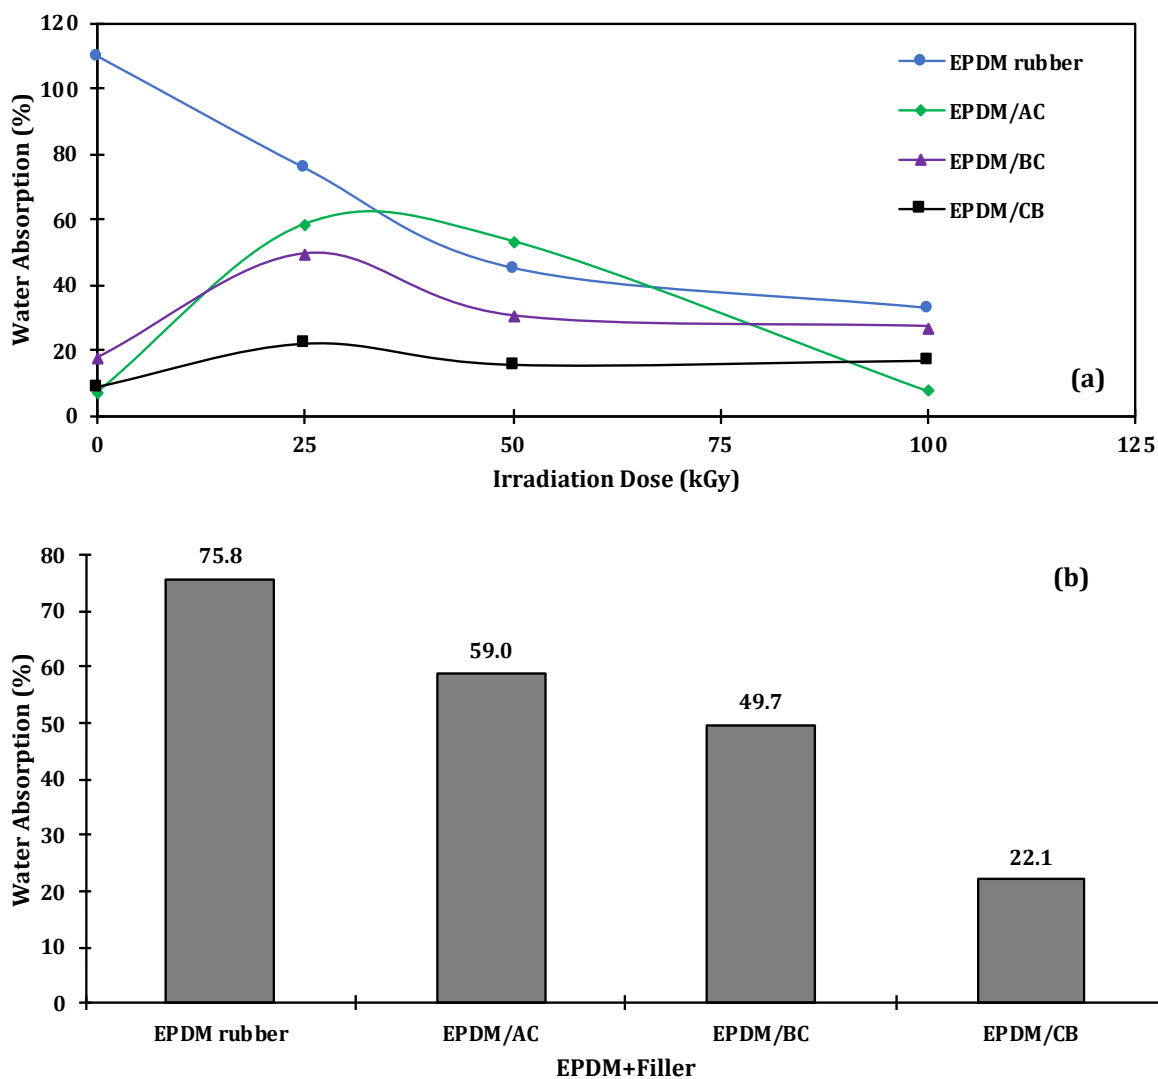 120
100
80
60
40
20
0
Water Absorption (%)
EPDM rubber
EPDM/AC
EPDM/BC
EPDM/CB
(a)
0 25 50 75 100 125
Irradiation Dose (kGy)
80
70
60
50
40
30
20
10
0
Water Absorption (%)
(b)
75.8
59.0
49.7
22.1
EPDM rubber EPDM/AC EPDM/BC EPDM/CB
EPDM+Filler